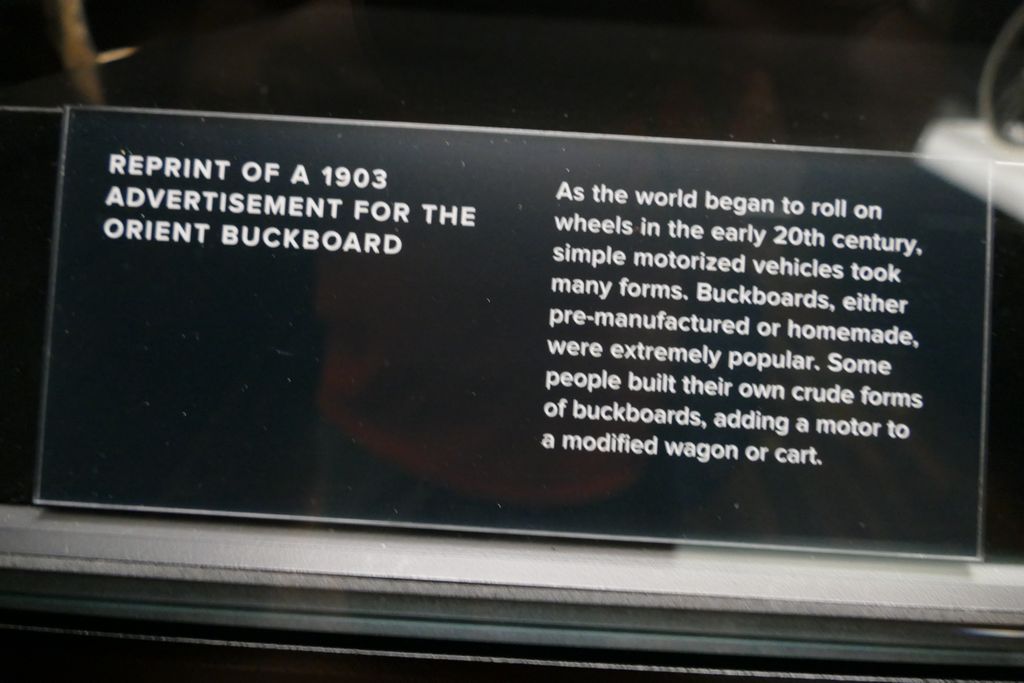 REPRINT OF A 1903
ADVERTISEMENT FOR THE
ORIENT BUCKBOARD
As the world began to roll on
wheels in the early 20th century,
simple motorized vehicles took
many forms. Buckboards, either
pre-manufactured or homemade,
were extremely popular. Some
people built their own crude forms
of buckboards, adding a motor to
a modified wagon or cart.